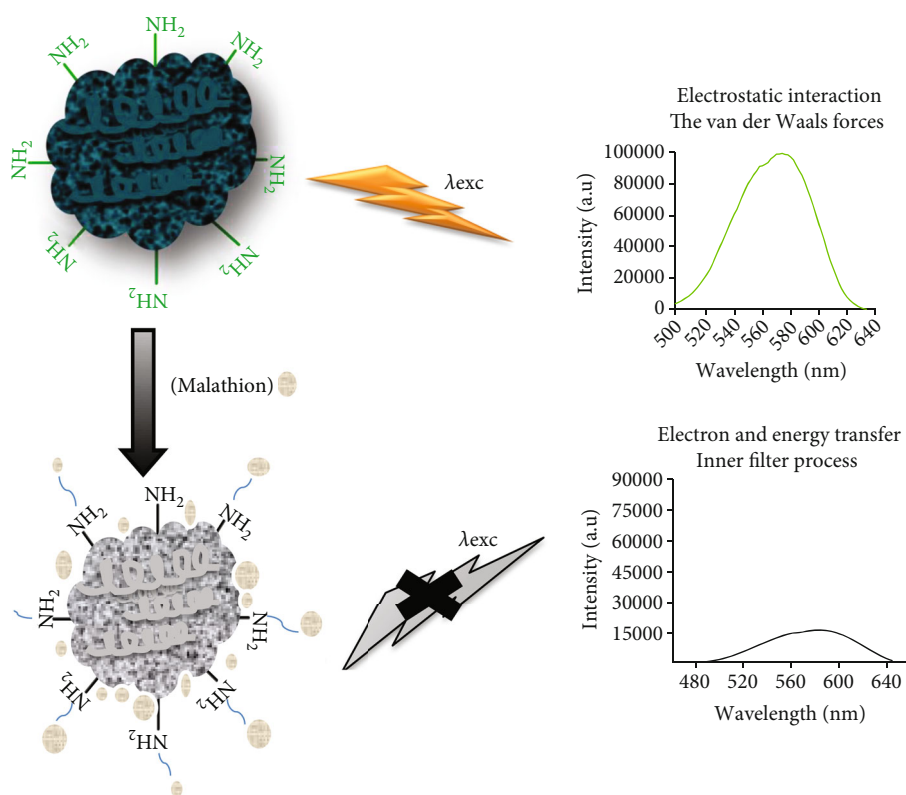 NH2
NH2
NH2
NH2
NH2
NH2
NH2
NH2
λexc
Electrostatic interaction
The van der Waals forces
100000
80000
60000
40000
20000
0
Intensity (a.u)
500
520
540
560
580
600
620
640
Wavelength (nm)
(Malathion)
NH2
NH2
NH2
NH2
NH2
NH2
NH2
NH2
λexc
Electron and energy transfer
Inner filter process
90000
75000
60000
45000
30000
15000
Intensity (a.u)
480
520
560
600
640
Wavelength (nm)